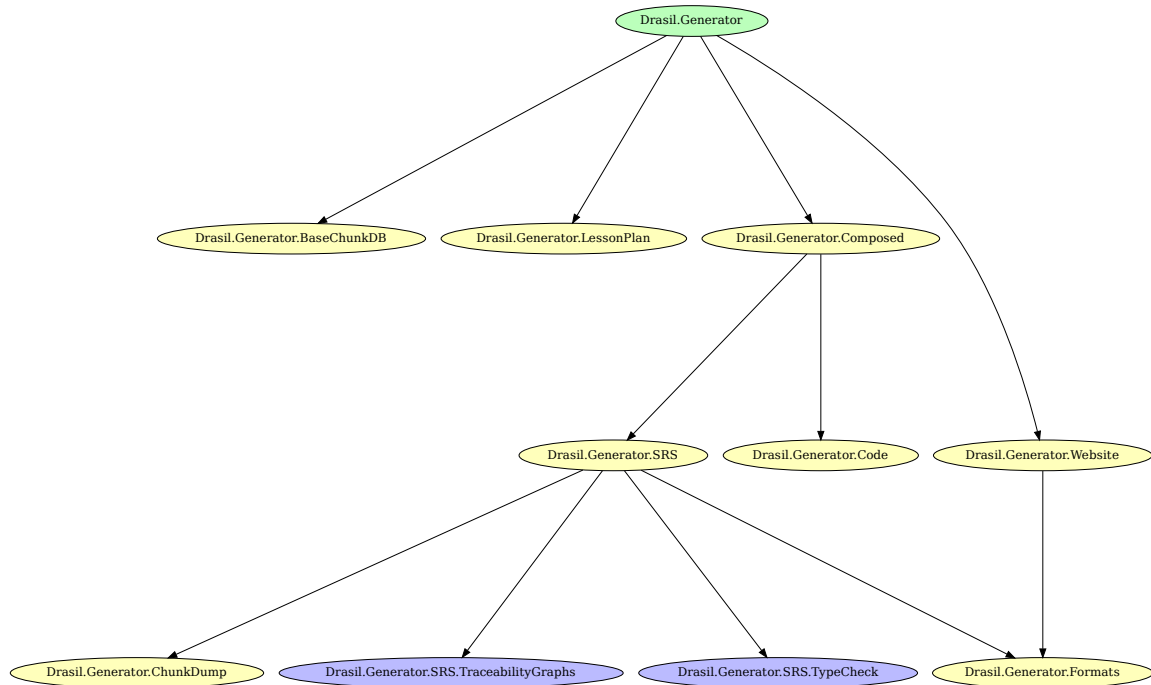 Drasil.Generator
Drasil.Generator.BaseChunkDB
Drasil.Generator.LessonPlan
Drasil.Generator.Composed
Drasil.Generator.SRS
Drasil.Generator.Code
Drasil.Generator.Website
Drasil.Generator.ChunkDump
Drasil.Generator.SRS.TraceabilityGraphs
Drasil.Generator.SRS.TypeCheck
Drasil.Generator.Formats